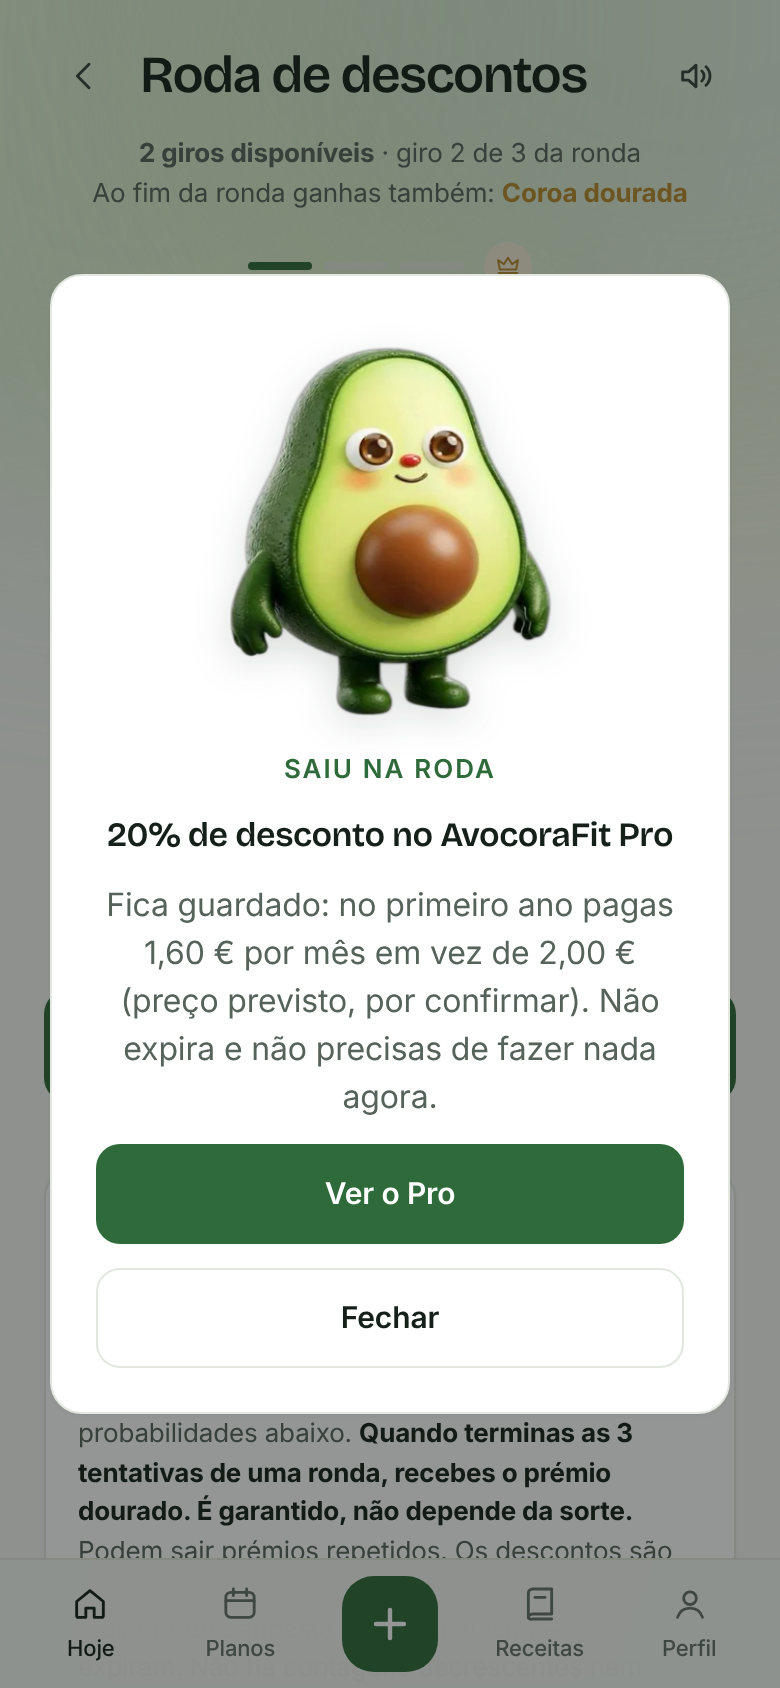 Roda de descontos
2 giros disponíveis · giro 2 de 3 da ronda
Ao fim da ronda ganhas também: Coroa dourada
SAIU NA RODA
20% de desconto no AvocoraFit Pro
Fica guardado: no primeiro ano pagas
1,60 € por mês em vez de 2,00 €
(preço previsto, por confirmar). Não
expira e não precisas de fazer nada
agora.
Ver o Pro
Fechar
probabilidades abaixo. Quando terminas as 3
tentativas de uma ronda, recebes o prémio
dourado. É garantido, não depende da sorte.
Podem sair prémios repetidos. Os descontos são
Hoje
Planos
Receitas
Perfil